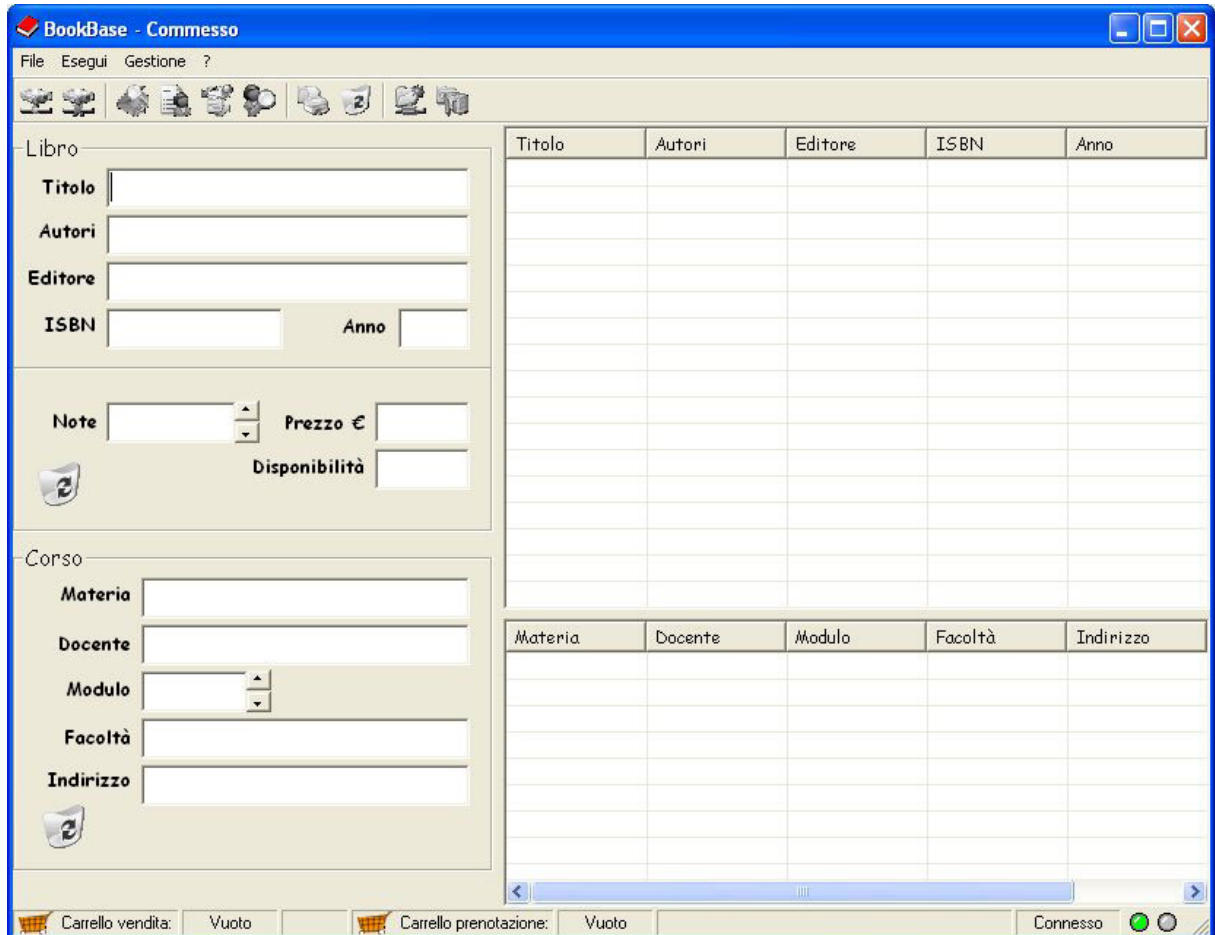 BookBase - Commesso
File Esegui Gestione ?
2
Libro
Titolo
Autori
Editore
ISBN Anno
Note Prezzo €
Disponibilità
Corso
Materia
Docente
Modulo
Facoltà
Indirizzo
Titolo Autori Editore ISBN Anno
Materia Docente Modulo Facoltà Indirizzo
Carrello vendita: Vuoto Carrello prenotazione: Vuoto Connesso